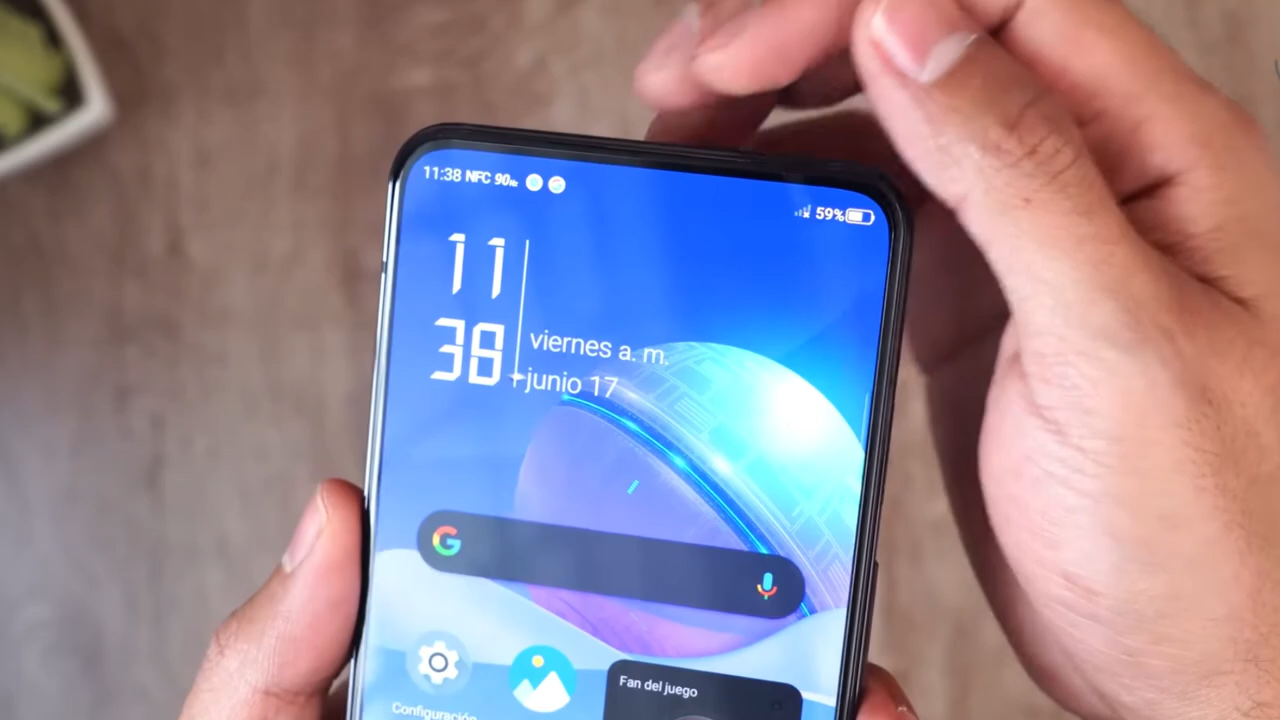 11:38 NFC 90Hz
59%
11
38
viernes a. m.
junio 17
G
Fan del juego
Configuración